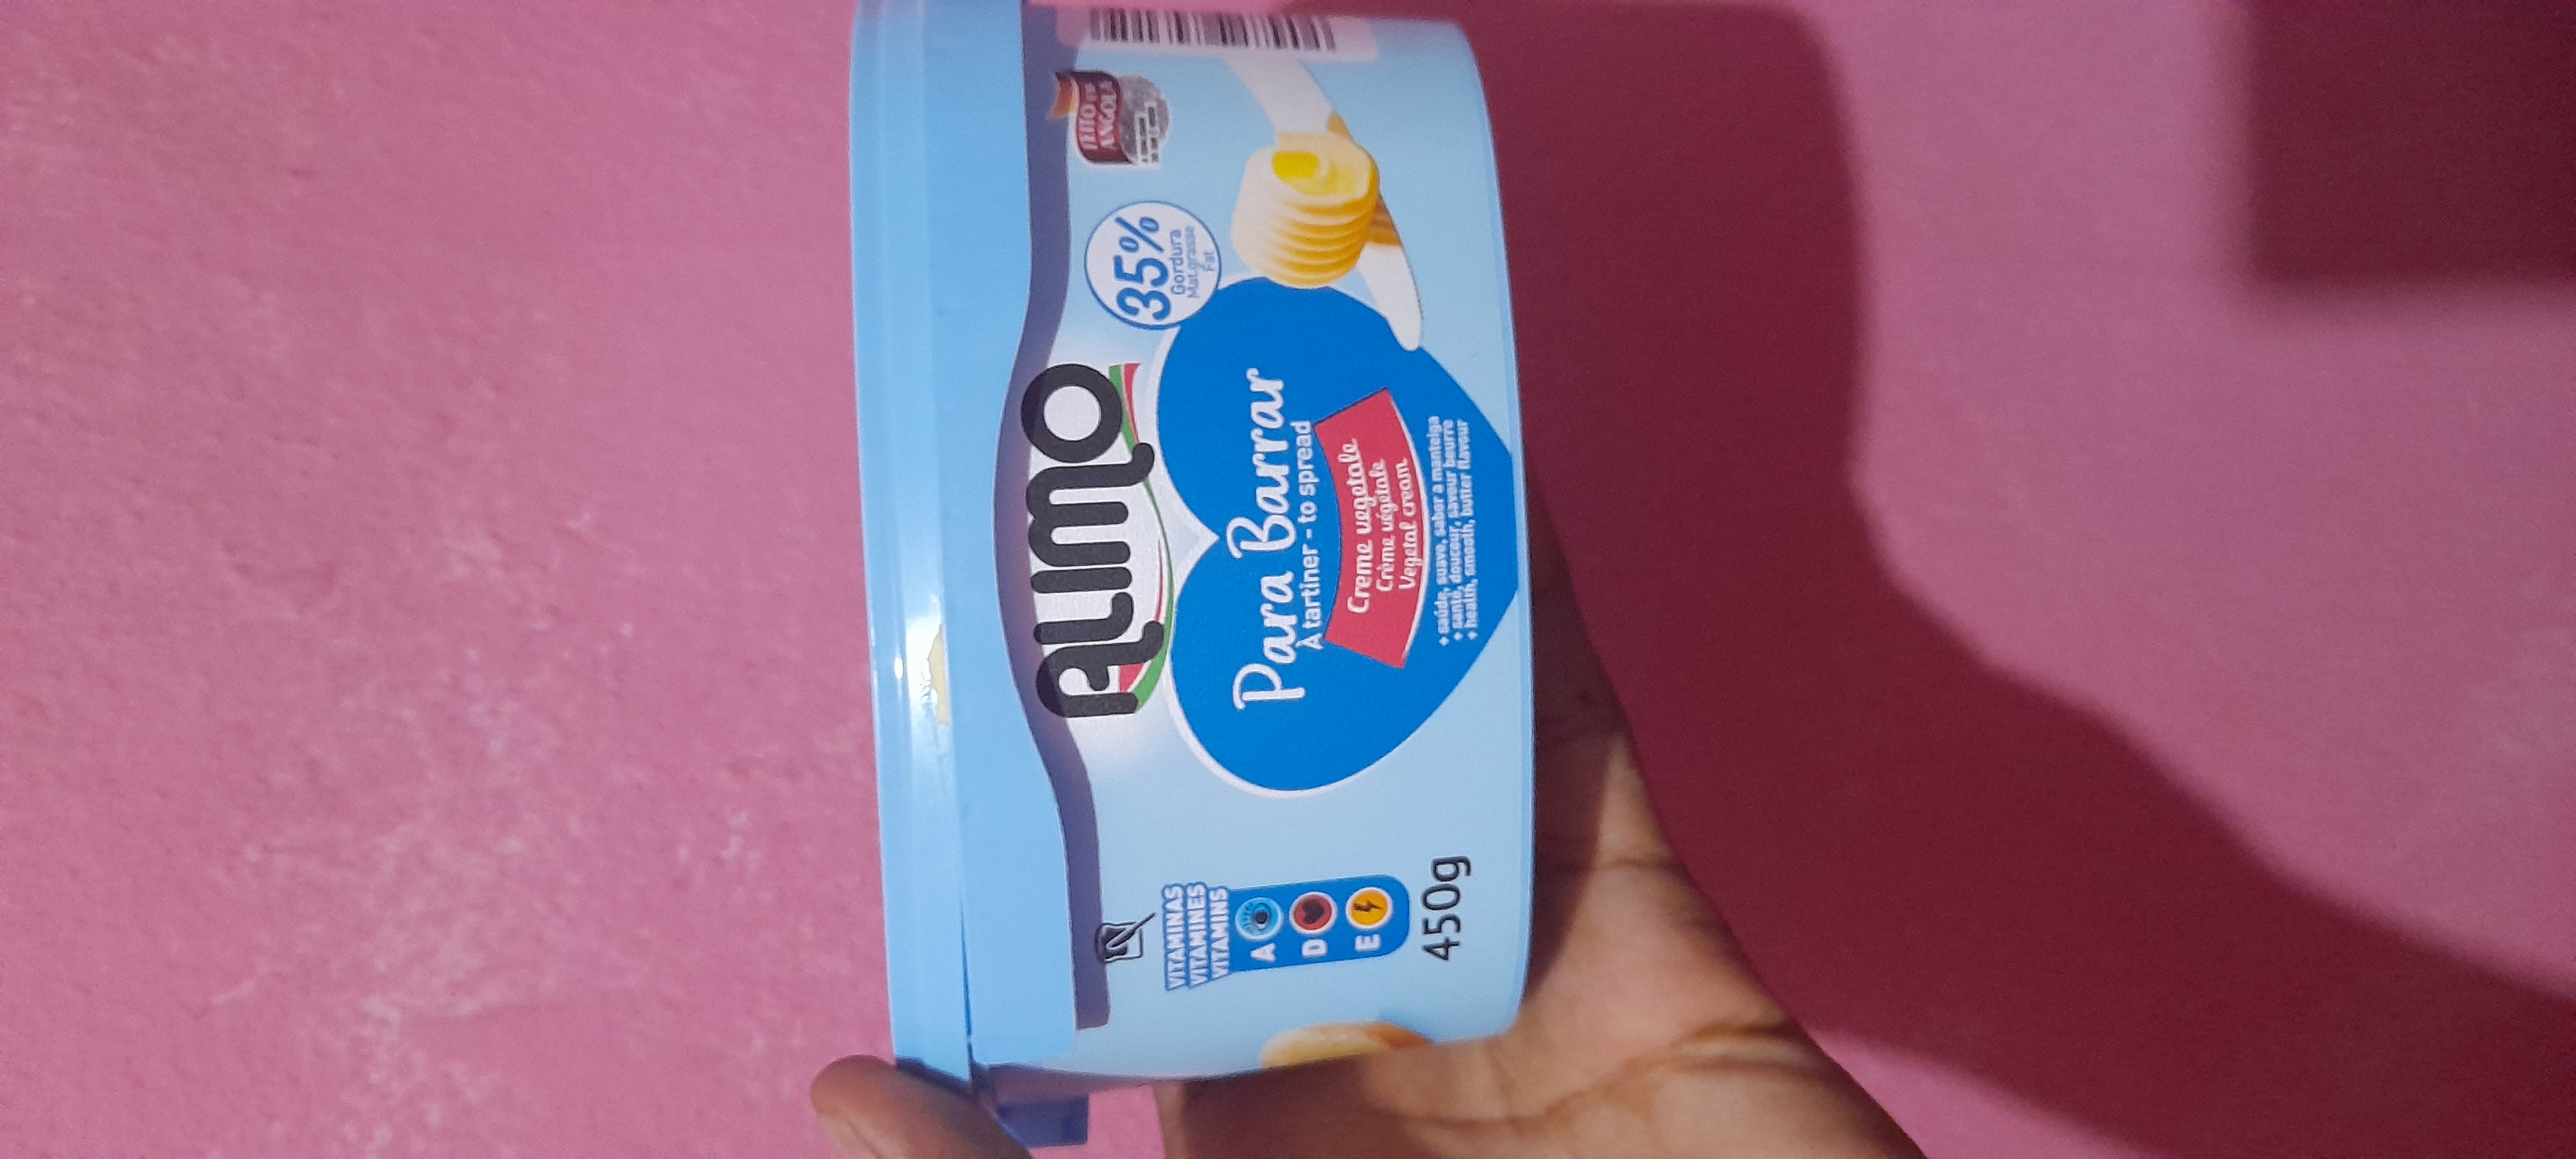 ALIMO
35%
Gordura
Mat.grasse
Fat
FEITO EM
ANGOLA
VITAMINAS
VITAMINES
VITAMINS
A
D
E
450g
Para Barrar
À tartiner - to spread
Creme vegetale
Crème végétale
Vegetal cream
+ saúde, suave, sabor a manteiga
+ santé, douceur, saveur beurre
+ health, smooth, butter flavour